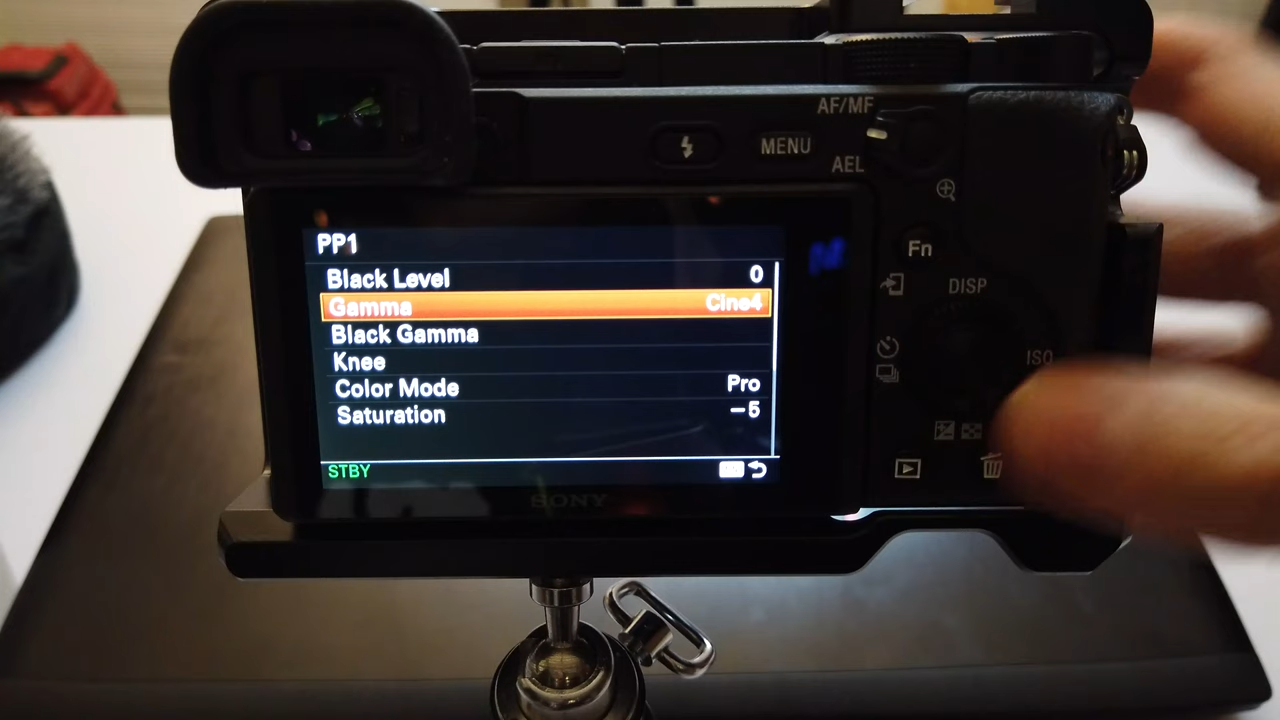 AF/MF
MENU
AEL
PP1
Fn
Black Level 0
DISP
Gamma Cine4
Black Gamma
Knee
ISO
Color Mode Pro
Saturation –5
STBY
SONY